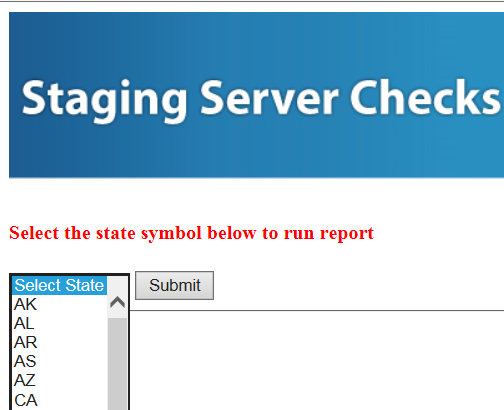 Staging Server Checks
Select the state symbol below to run report
Select State
Submit
AK
AL
AR
AS
AZ
CA